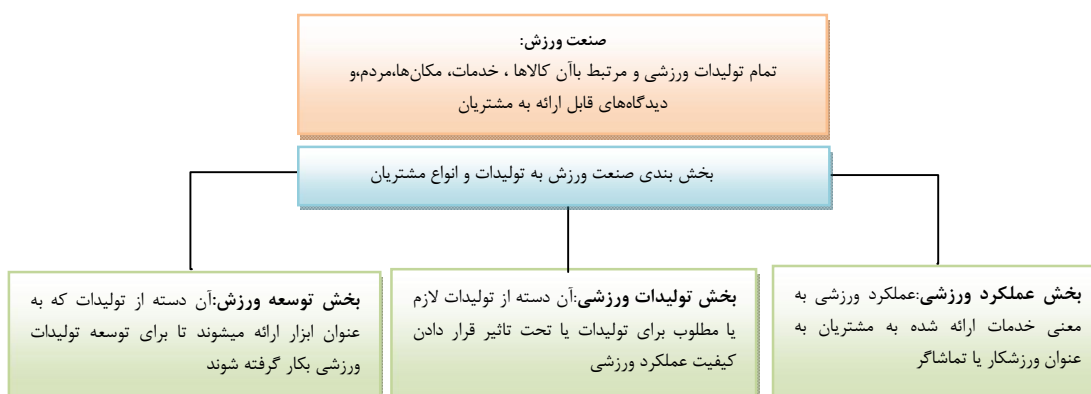 صنعت ورزش:
تمام تولیدات ورزشی و مرتبط باآن کالاها ، خدمات، مکان‌ها،مردم،و
دیدگاه‌های قابل ارائه به مشتریان
بخش بندی صنعت ورزش به تولیدات و انواع مشتریان
بخش عملکرد ورزشی:عملکرد ورزشی به
معنی خدمات ارائه شده به مشتریان به
عنوان ورزشکار یا تماشاگر
بخش تولیدات ورزشی:آن دسته از تولیدات لازم
یا مطلوب برای تولیدات یا تحت تاثیر قرار دادن
کیفیت عملکرد ورزشی
بخش توسعه ورزش:آن دسته از تولیدات که به
عنوان ابزار ارائه میشوند تا برای توسعه تولیدات
ورزشی بکار گرفته شوند